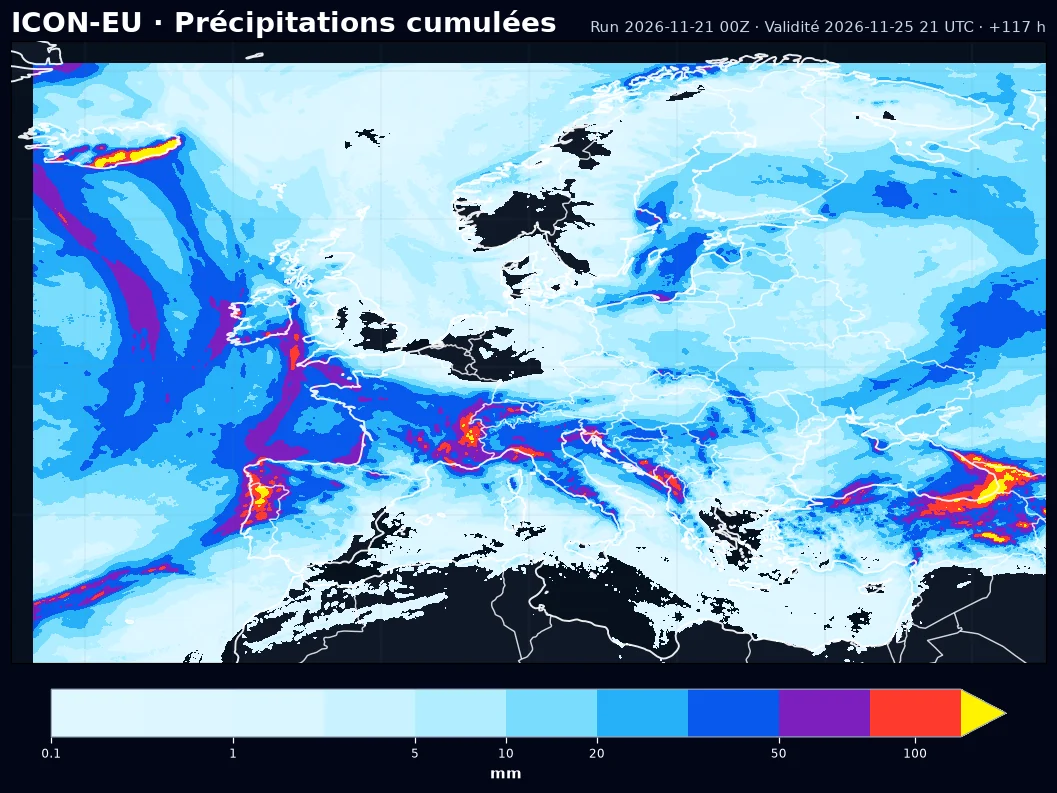 ICON-EU · Précipitations cumulées
Run 2026-11-21 00Z · Validité 2026-11-25 21 UTC · +117 h
0.1 1 5 10 20 50 100
mm